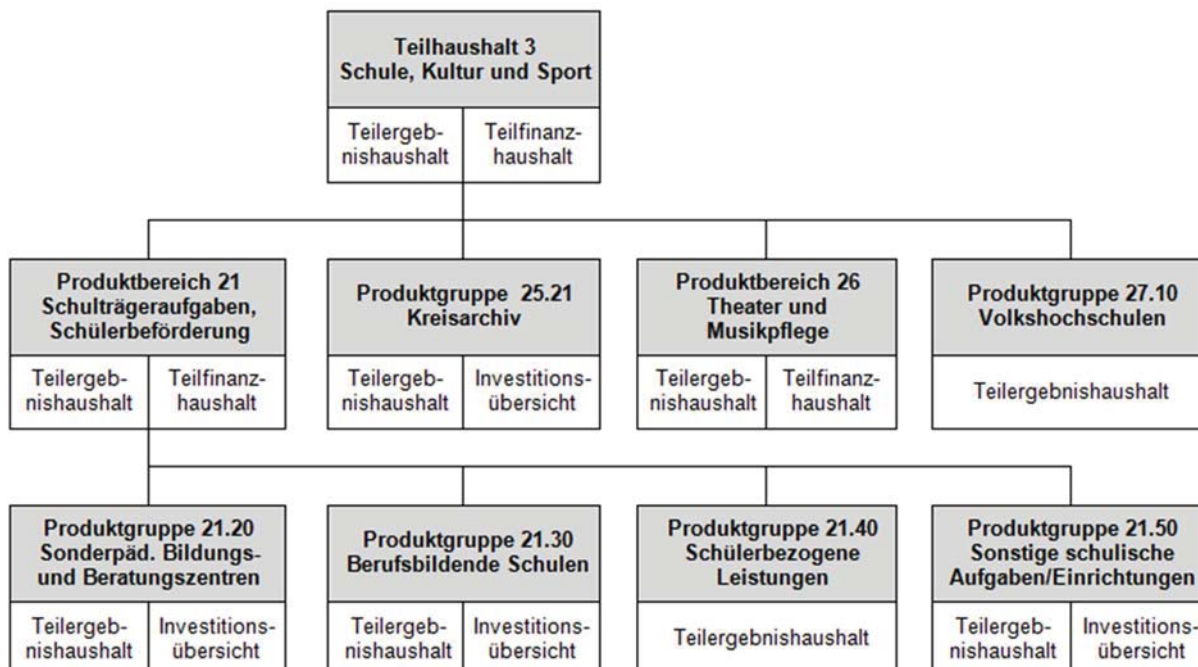 Teilhaushalt 3
Schule, Kultur und Sport
Teilergeb-
nishaushalt
Teilfinanz-
haushalt
Produktbereich 21
Schulträgeraufgaben,
Schülerbeförderung
Teilergeb-
nishaushalt
Teilfinanz-
haushalt
Produktgruppe 25.21
Kreisarchiv
Teilergeb-
nishaushalt
Investitions-
übersicht
Produktbereich 26
Theater und
Musikpflege
Teilergeb-
nishaushalt
Teilfinanz-
haushalt
Produktgruppe 27.10
Volkshochschulen
Teilergebnishaushalt
Produktgruppe 21.20
Sonderpäd. Bildungs-
und Beratungszentren
Teilergeb-
nishaushalt
Investitions-
übersicht
Produktgruppe 21.30
Berufsbildende Schulen
Teilergeb-
nishaushalt
Investitions-
übersicht
Produktgruppe 21.40
Schülerbezogene
Leistungen
Teilergebnishaushalt
Produktgruppe 21.50
Sonstige schulische
Aufgaben/Einrichtungen
Teilergeb-
nishaushalt
Investitions-
übersicht